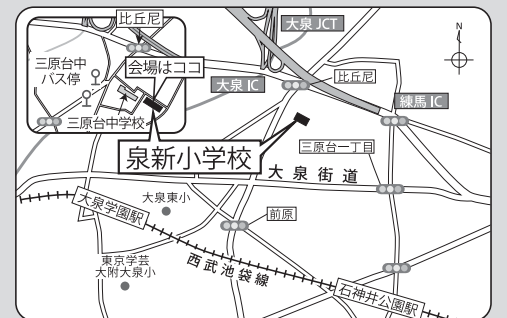 比丘尼
大泉JCT
N
三原台中
バス停
会場はココ
大泉IC
比丘尼
練馬IC
三原台中学校
泉新小学校
三原台一丁目
大泉街道
大泉学園駅
大泉東小
前原
東京学芸
大附大泉小
西武池袋線
石神井公園駅